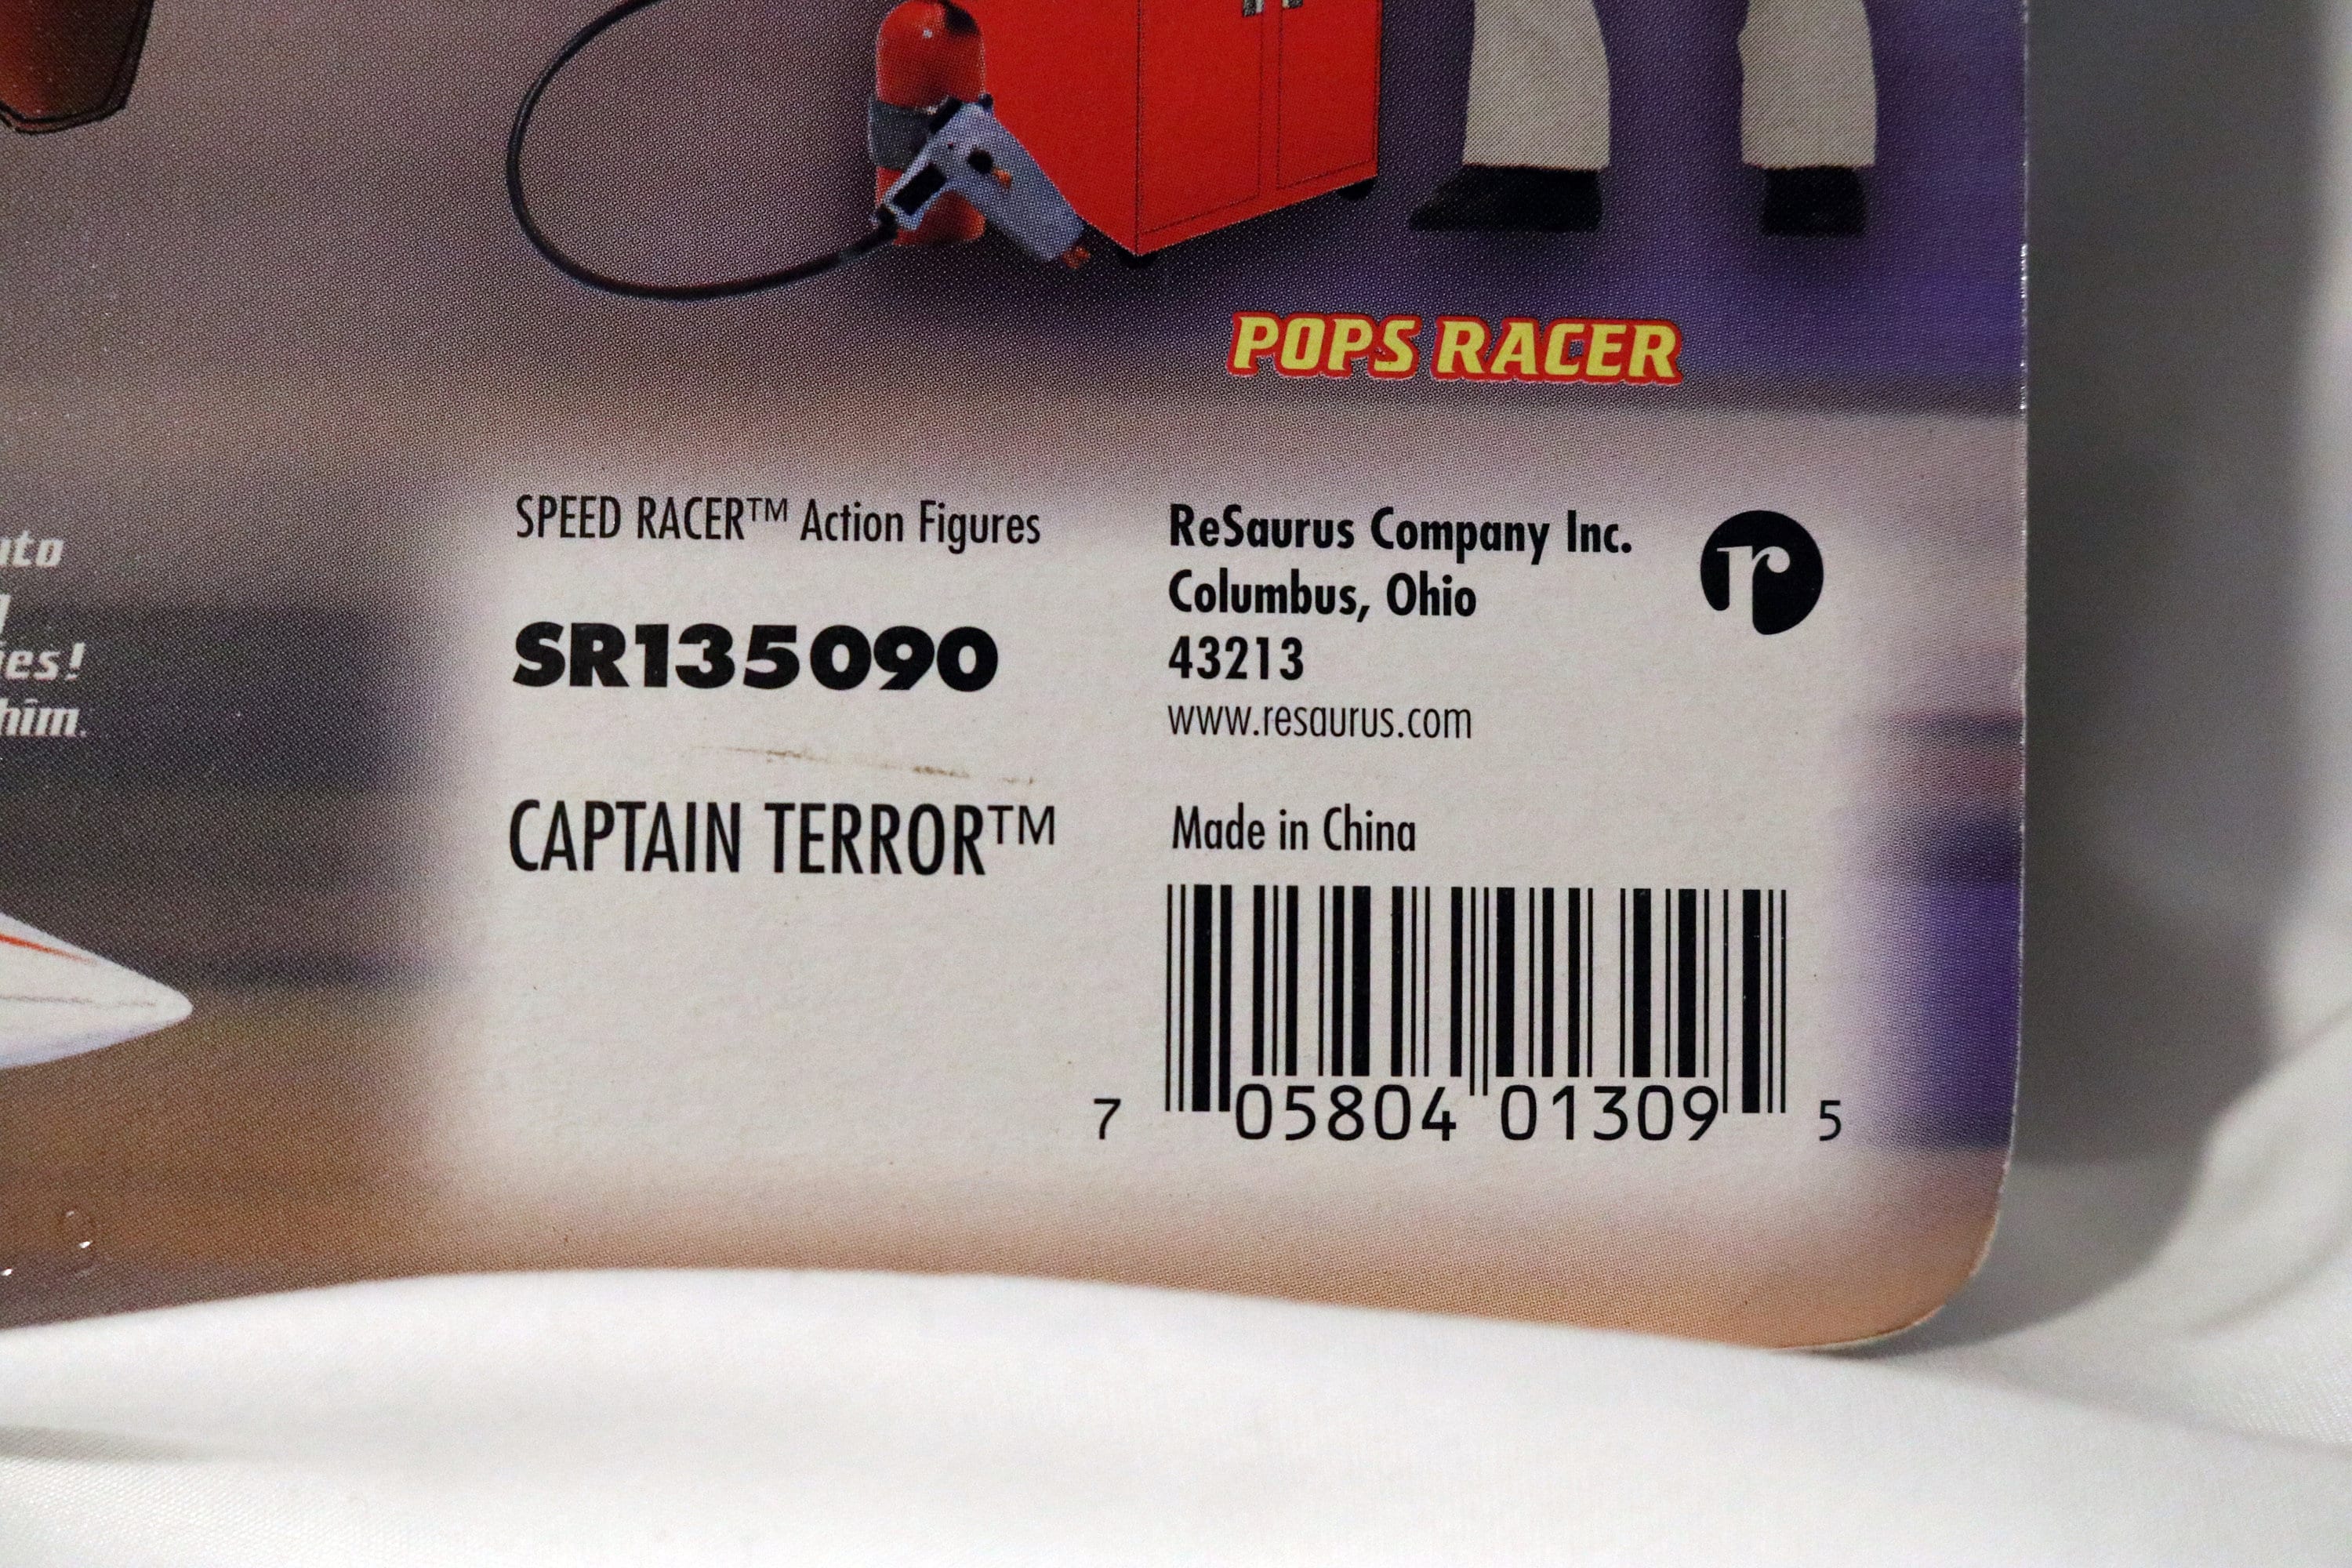 POPS RACER
him.
SPEED RACER™ Action Figures
SR135090
CAPTAIN TERROR™
ReSaurus Company Inc.
Columbus, Ohio
43213
www.resaurus.com
r
Made in China
7 05804 01309 5